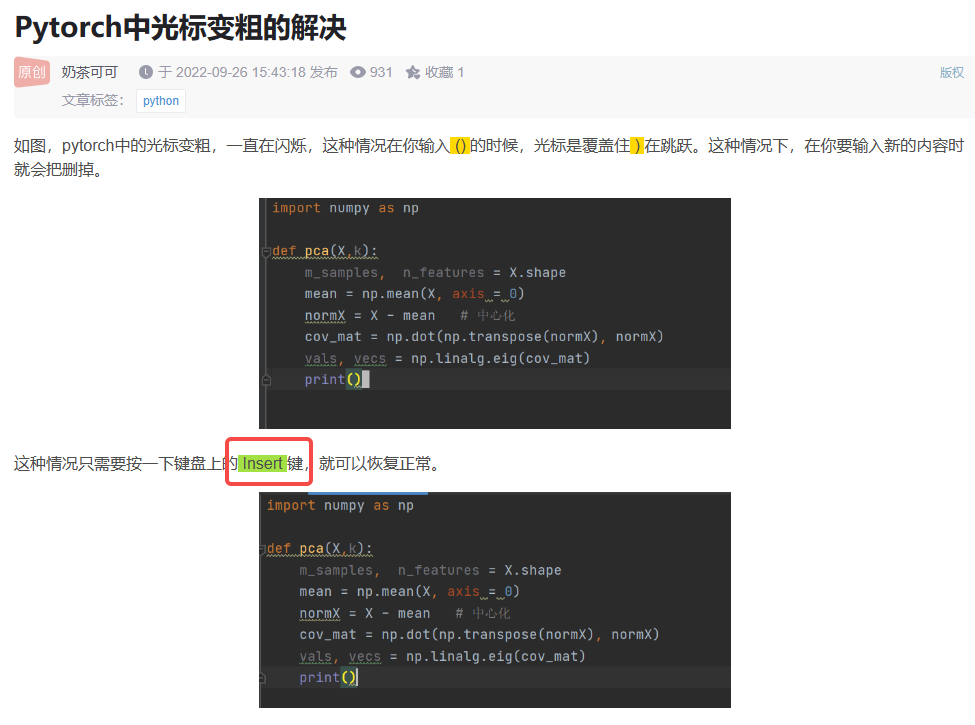 Pytorch中光标变粗的解决
原创 奶茶可可 于 2022-09-26 15:43:18 发布 931 收藏 1 版权
文章标签： python
如图，pytorch中的光标变粗，一直在闪烁，这种情况在你输入 () 的时候，光标是覆盖住 ) 在跳跃。这种情况下，在你要输入新的内容时
就会把删掉。
import numpy as np
def pca(X,k):
m_samples, n_features = X.shape
mean = np.mean(X, axis = 0)
normX = X - mean # 中心化
cov_mat = np.dot(np.transpose(normX), normX)
vals, vecs = np.linalg.eig(cov_mat)
print()
这种情况只需要按一下键盘上的 Insert 键，就可以恢复正常。
import numpy as np
def pca(X,k):
m_samples, n_features = X.shape
mean = np.mean(X, axis = 0)
normX = X - mean # 中心化
cov_mat = np.dot(np.transpose(normX), normX)
vals, vecs = np.linalg.eig(cov_mat)
print()